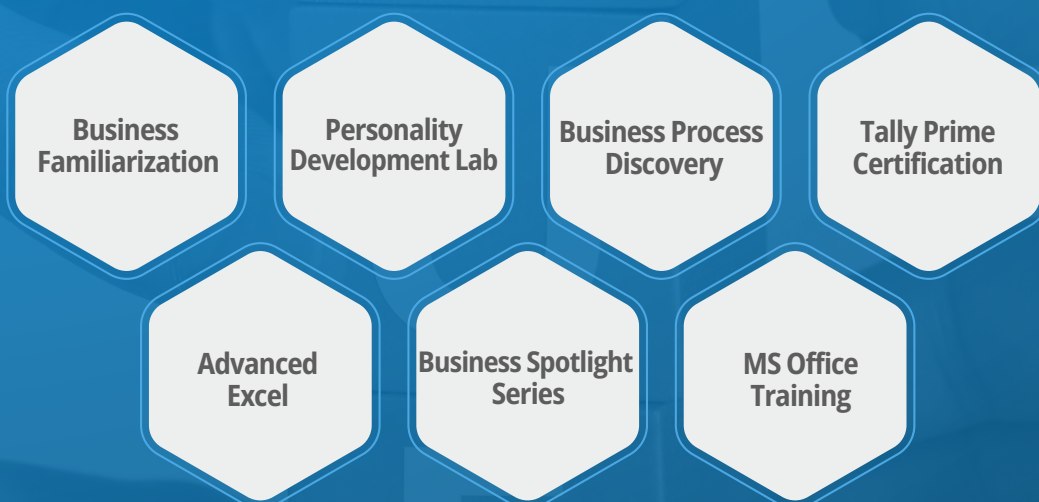 Business
Familiarization
Personality
Development Lab
Business Process
Discovery
Tally Prime
Certification
Advanced
Excel
Business Spotlight
Series
MS Office
Training